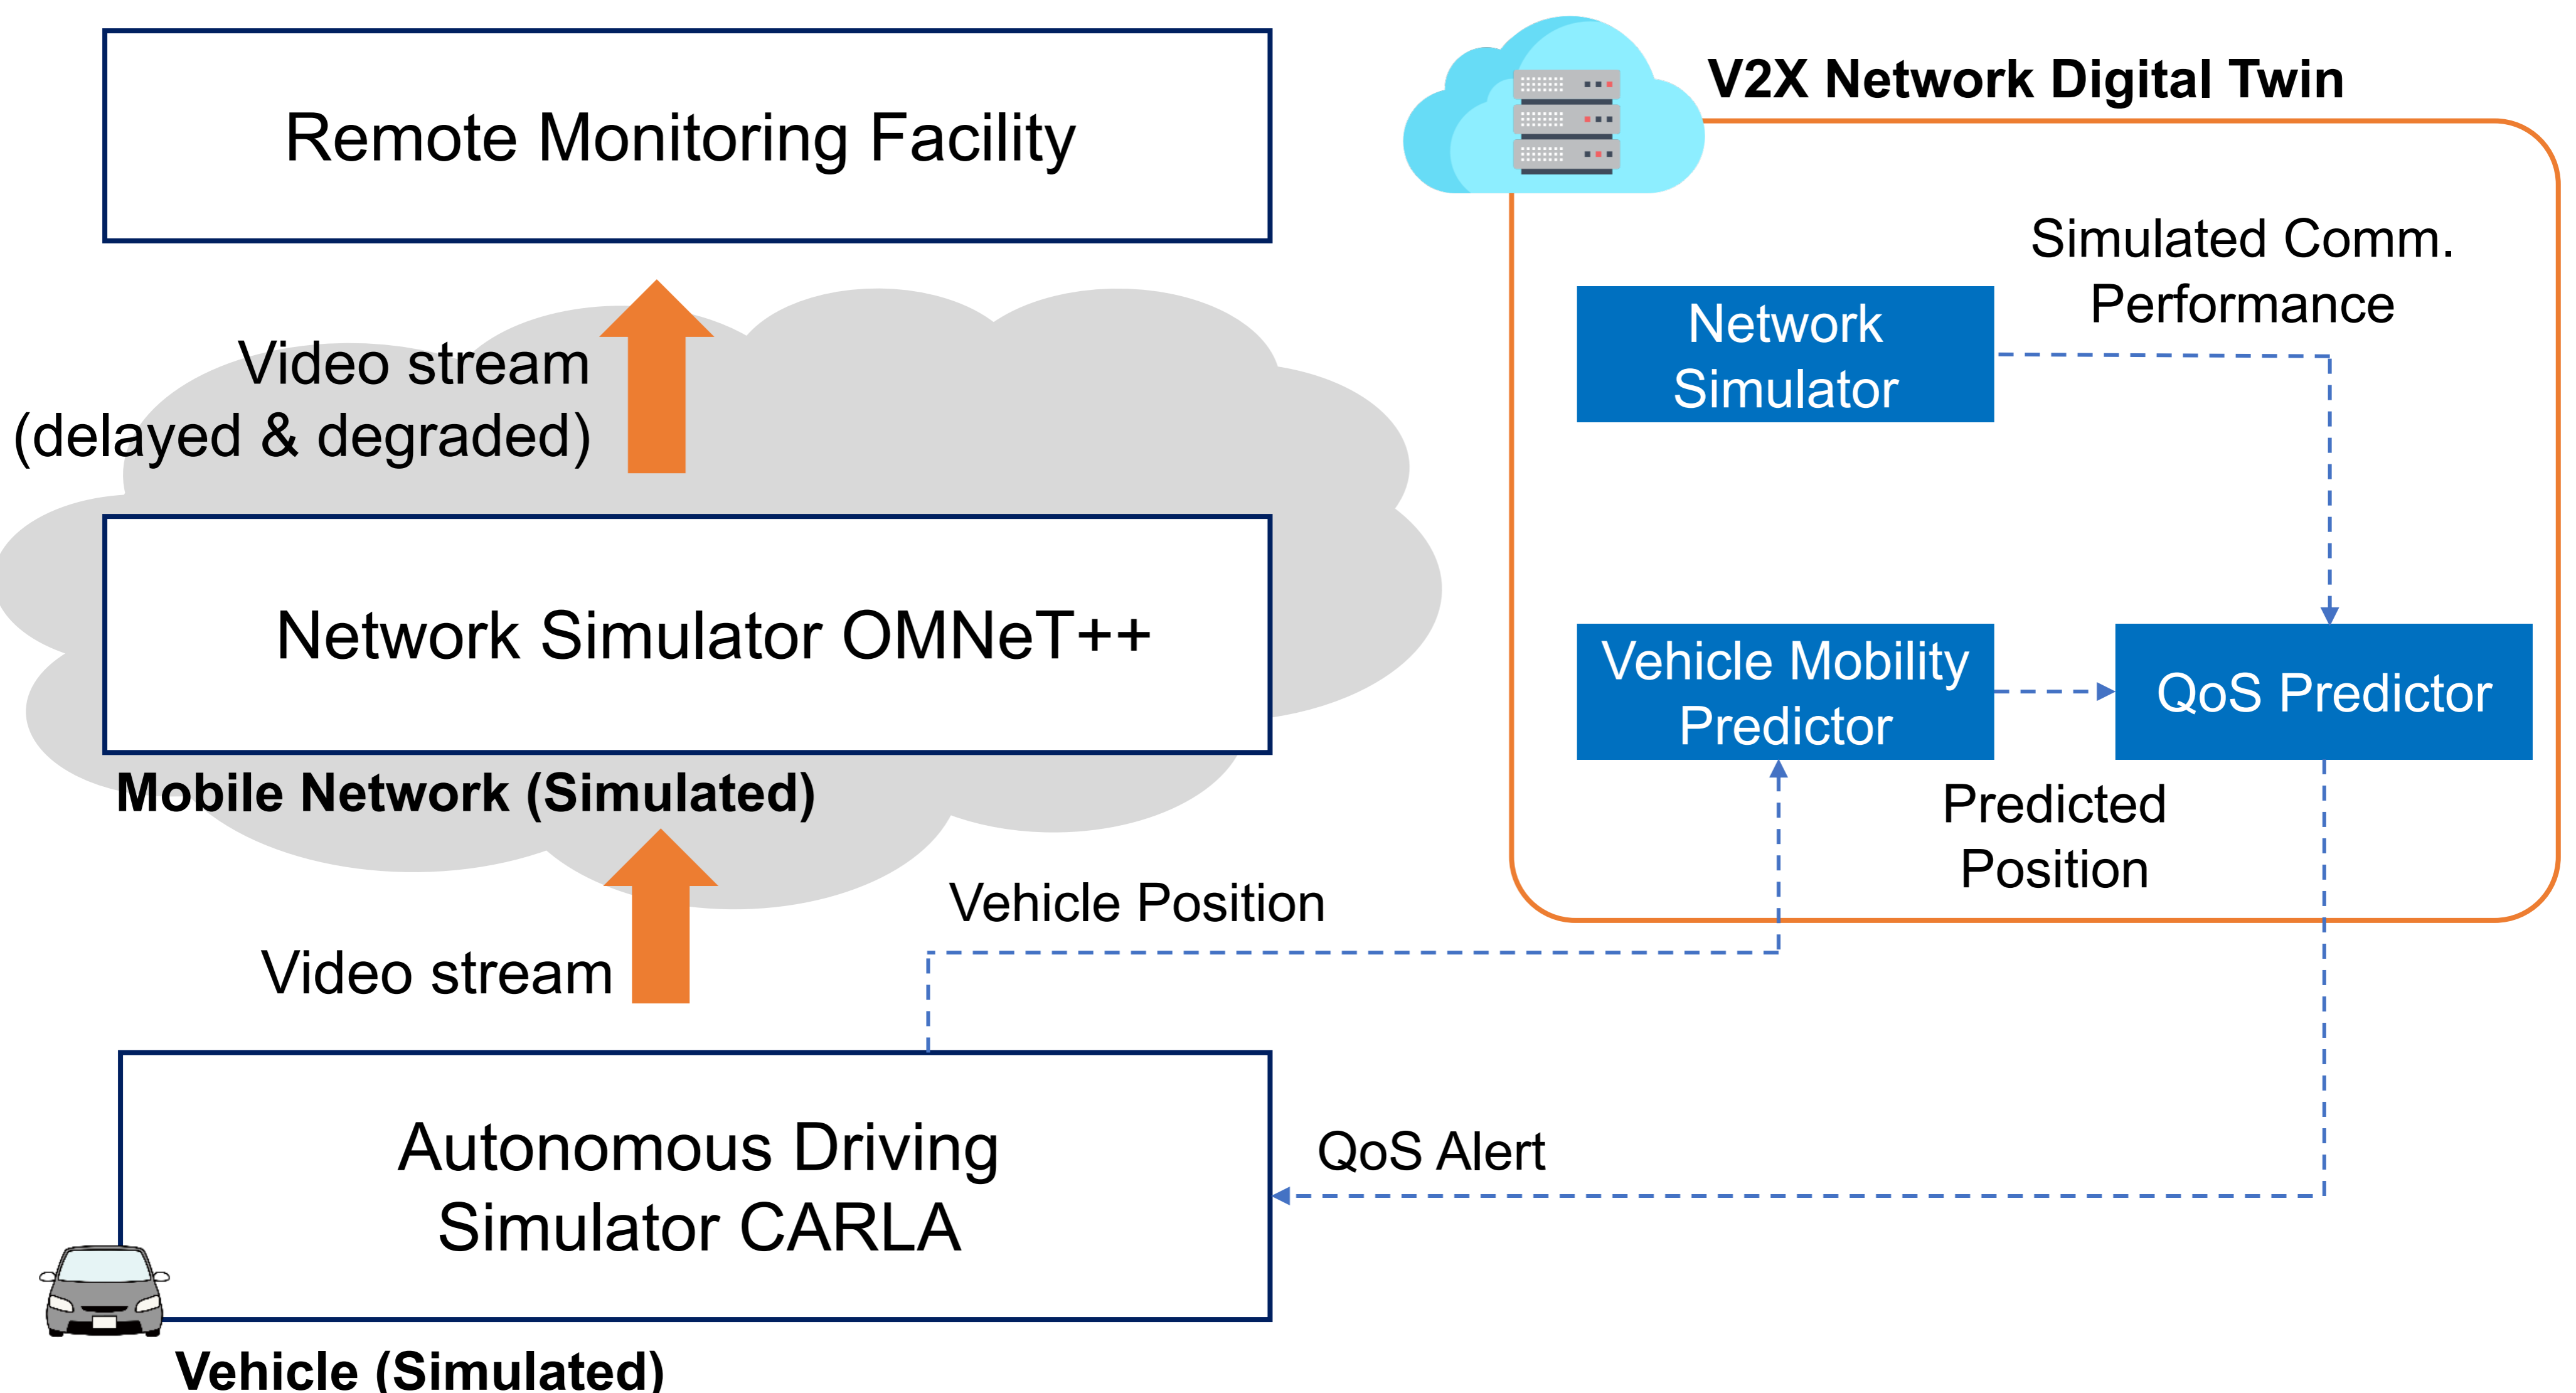 Remote Monitoring Facility
Video stream
(delayed & degraded)
Network Simulator OMNeT++
Mobile Network (Simulated)
Video stream
Vehicle Position
Autonomous Driving
Simulator CARLA
Vehicle (Simulated)
QoS Alert
V2X Network Digital Twin
Simulated Comm.
Performance
Network
Simulator
Vehicle Mobility
Predictor
QoS Predictor
Predicted
Position